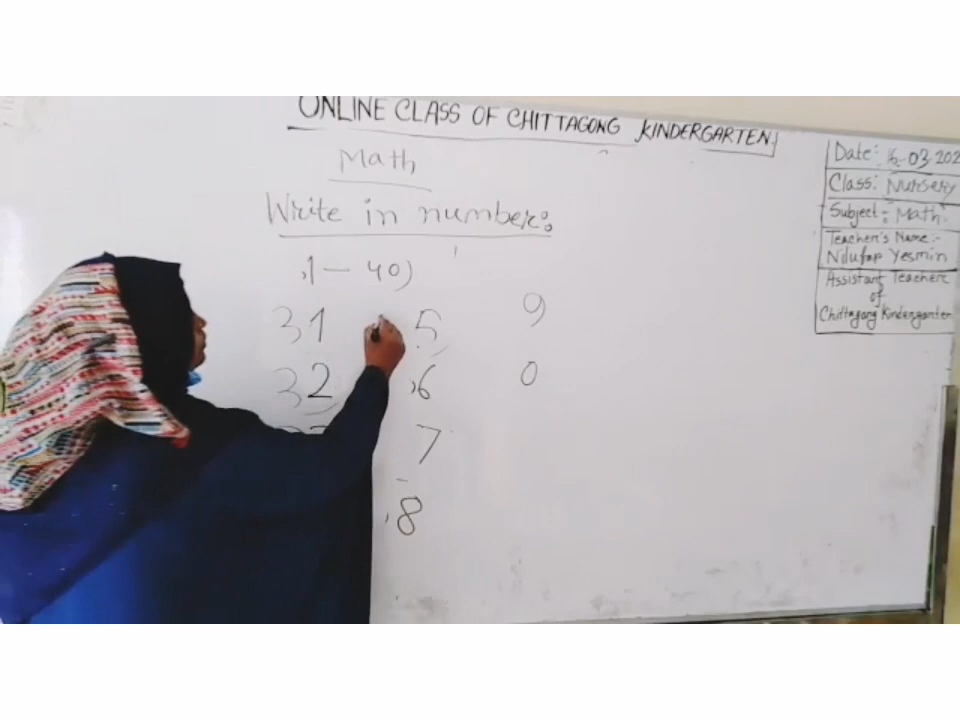 ONLINE CLASS OF CHITTAGONG KINDERGARTEN
Math
Write in number:
1 - 40)
31 5 9
32 6 0
7
8
Date: 16-03-202
Class: Nursery
Subject: Math.
Teacher's Name:-
Nilufar Yesmin
Assistant Teacher
of
Chittagong Kindergarten